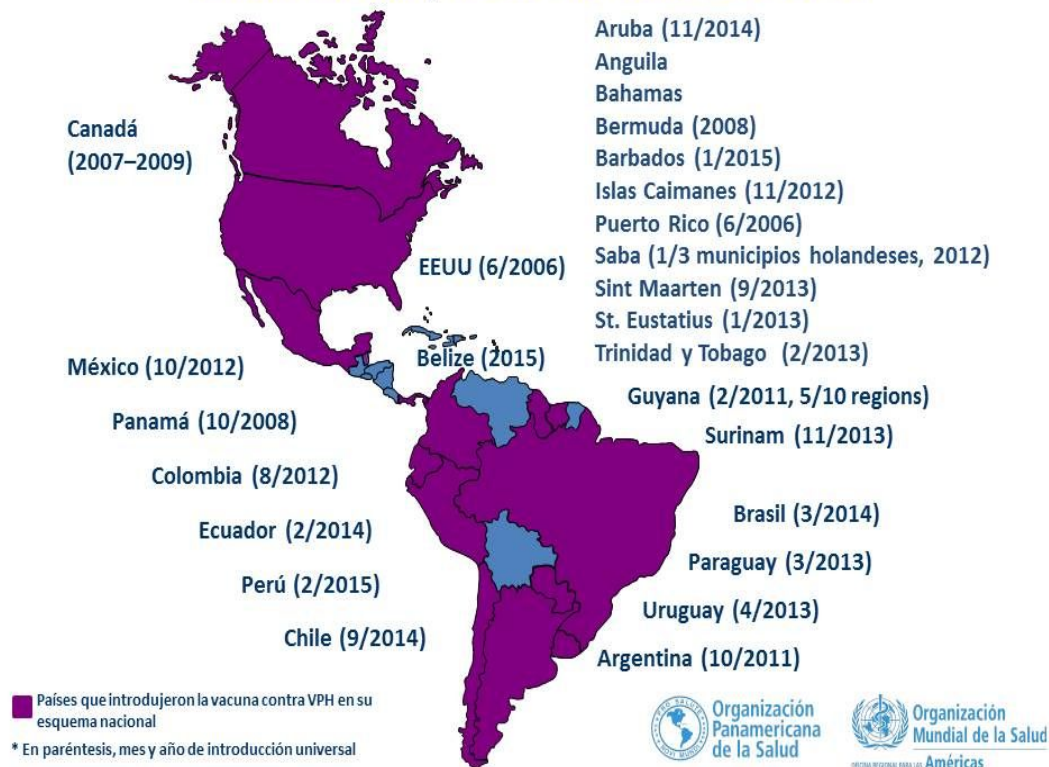 Canadá
(2007–2009)
EEUU (6/2006)
México (10/2012)
Belize (2015)
Panamá (10/2008)
Colombia (8/2012)
Ecuador (2/2014)
Perú (2/2015)
Chile (9/2014)
Aruba (11/2014)
Anguila
Bahamas
Bermuda (2008)
Barbados (1/2015)
Islas Caimanes (11/2012)
Puerto Rico (6/2006)
Saba (1/3 municipios holandeses, 2012)
Sint Maarten (9/2013)
St. Eustatius (1/2013)
Trinidad y Tobago (2/2013)
Guyana (2/2011, 5/10 regions)
Surinam (11/2013)
Brasil (3/2014)
Paraguay (3/2013)
Uruguay (4/2013)
Argentina (10/2011)
Países que introdujeron la vacuna contra VPH en su
esquema nacional
* En paréntesis, mes y año de introducción universal
Organización
Panamericana
de la Salud
Organización
Mundial de la Salud
Américas